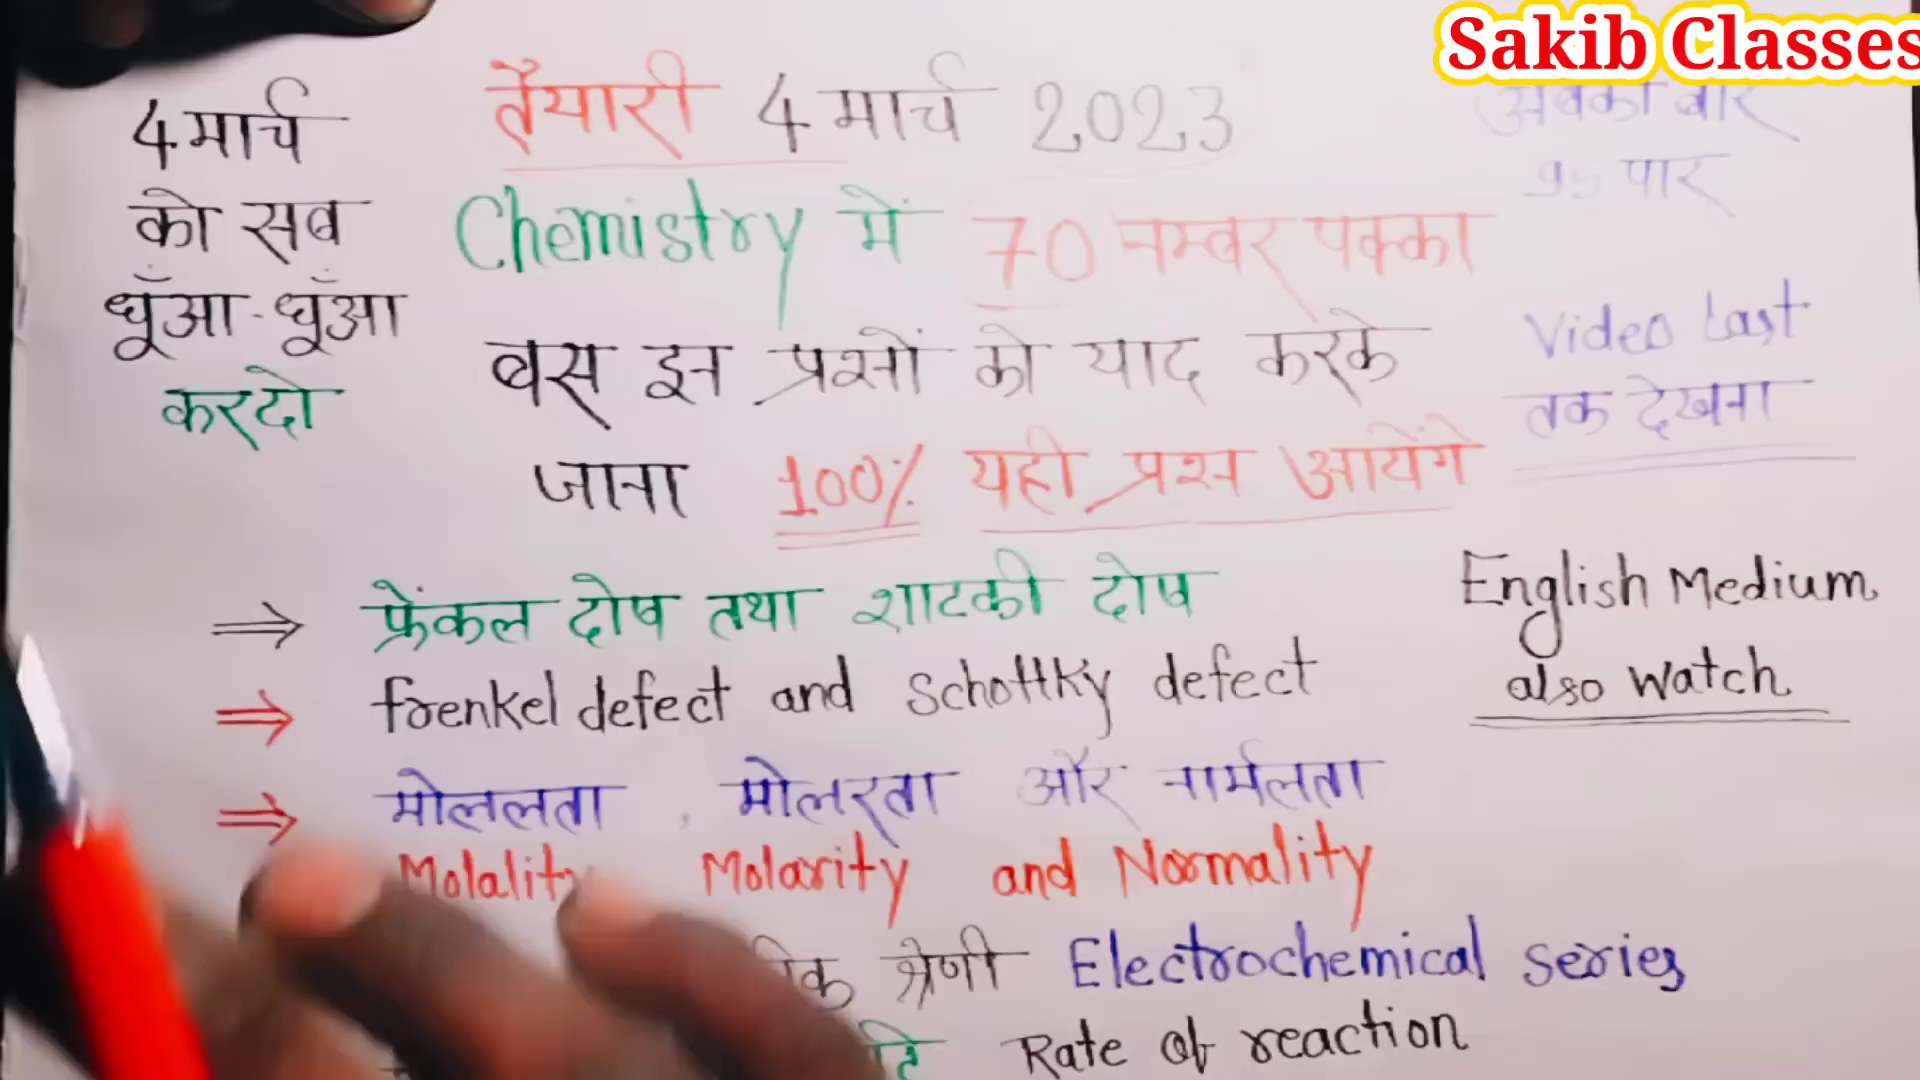 Sakib Classes
तैयारी 4 मार्च 2023
4 मार्च
को सब
धूँआ-धूँआ
करदो
अबकी बार
95 पार
Chemistry में 70 नम्बर पक्का
बस इन प्रश्नों को याद करके
जाना 100% यही प्रश्न आयेंगे
Video Last
तक देखना
English Medium
also watch
⇒ फ्रेंकल दोष तथा शाटकी दोष
⇒ frenkel defect and Schottky defect
⇒ मोललता, मोलरता और नार्मलता
Molality Molarity and Normality
श्रेणी Electrochemical series
Rate of reaction